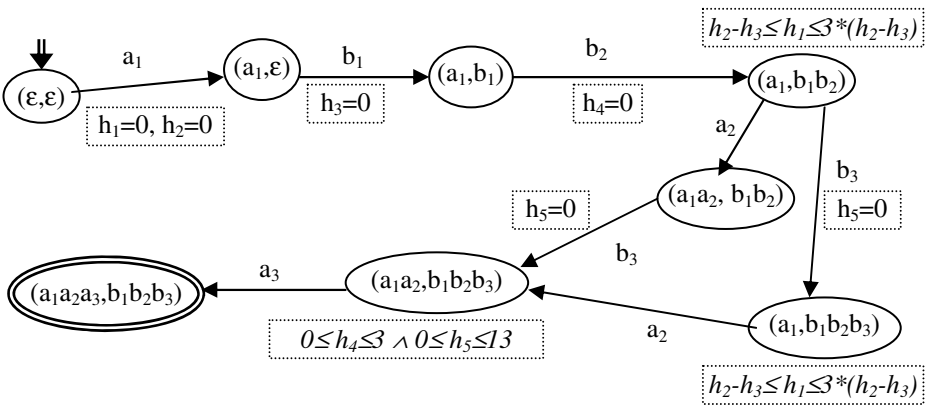 h₂-h₃≤h₁≤3*(h₂-h₃)
a₁
b₁
b₂
(ε,ε)
(a₁,ε)
(a₁,b₁)
(a₁,b₁b₂)
h₁=0, h₂=0
h₃=0
h₄=0
a₂
b₃
(a₁a₂, b₁b₂)
h₅=0
h₅=0
b₃
a₃
(a₁a₂a₃,b₁b₂b₃)
(a₁a₂,b₁b₂b₃)
(a₁,b₁b₂b₃)
a₂
0≤h₄≤3 ∧ 0≤h₅≤13
h₂-h₃≤h₁≤3*(h₂-h₃)